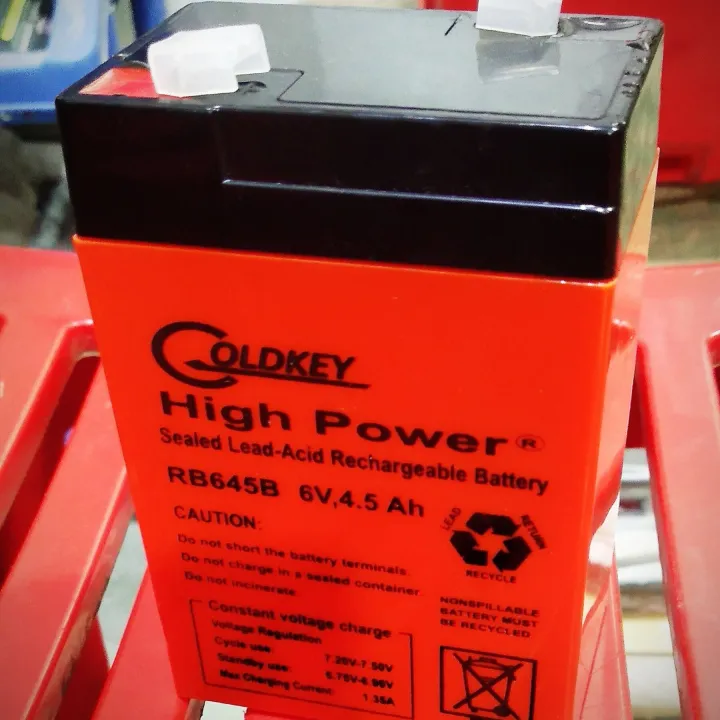 GOLDKEY
High Power®
Sealed Lead-Acid Rechargeable Battery
RB645B 6V,4.5 Ah
CAUTION:
Do not short the battery terminals.
Do not charge in a sealed container.
Do not incinerate.
LEAD
RETURN
RECYCLE
NONSPILLABLE
BATTERY MUST
BE RECYCLED
Constant voltage charge
Voltage Regulation
Cycle use: 7.20V-7.50V
Standby use: 6.75V-6.90V
Max Charging Current: 1.35A